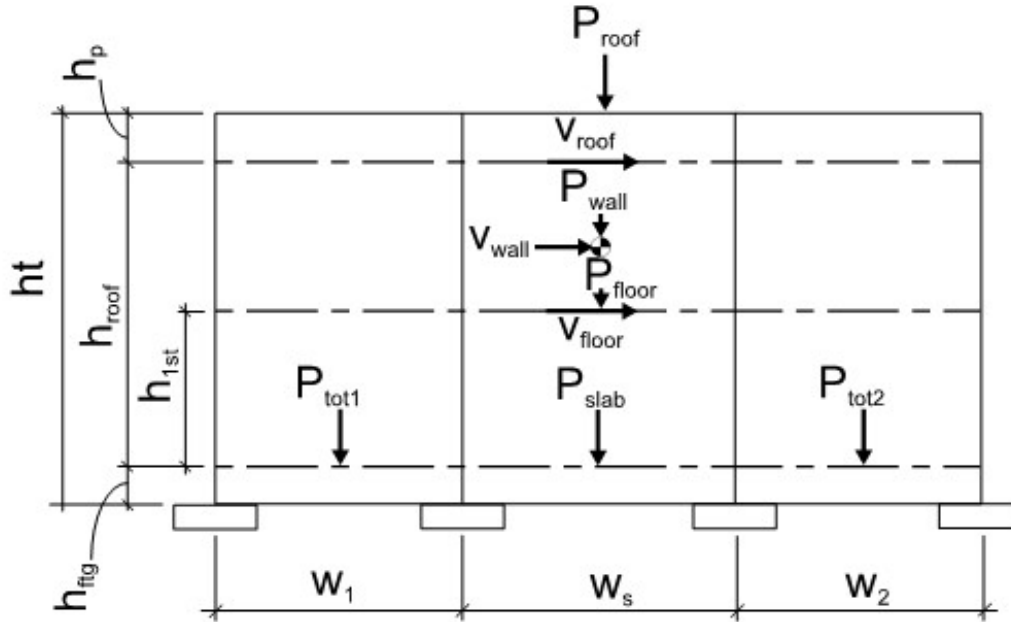 P_roof
h_p
V_roof
P_wall
V_wall
P_floor
V_floor
ht
h_roof
h_1st
P_tot1
P_slab
P_tot2
h_ftg
w_1
w_s
w_2